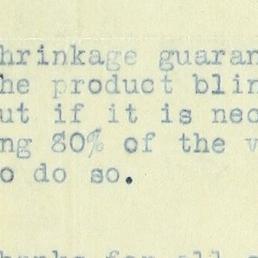 hrinkage guaran
he product blin
ut if it is nec
ng 80% of the v
o do so.